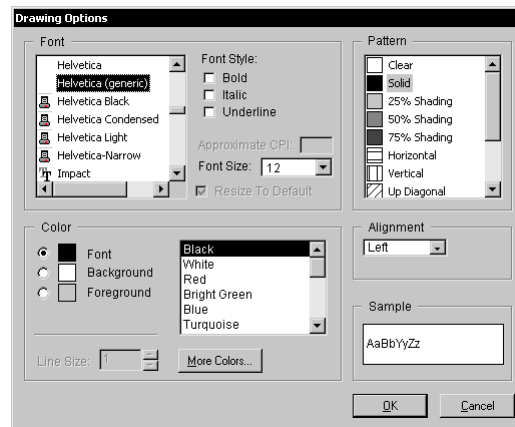 Drawing Options
Font
Helvetica
Helvetica (generic)
Helvetica Black
Helvetica Condensed
Helvetica Light
Helvetica-Narrow
Impact
Font Style:
Bold
Italic
Underline
Approximate CPI:
Font Size: 12
Resize To Default
Pattern
Clear
Solid
25% Shading
50% Shading
75% Shading
Horizontal
Vertical
Up Diagonal
Color
Font
Background
Foreground
Black
White
Red
Bright Green
Blue
Turquoise
Line Size: 1
More Colors...
Alignment
Left
Sample
AaBbYyZz
OK
Cancel